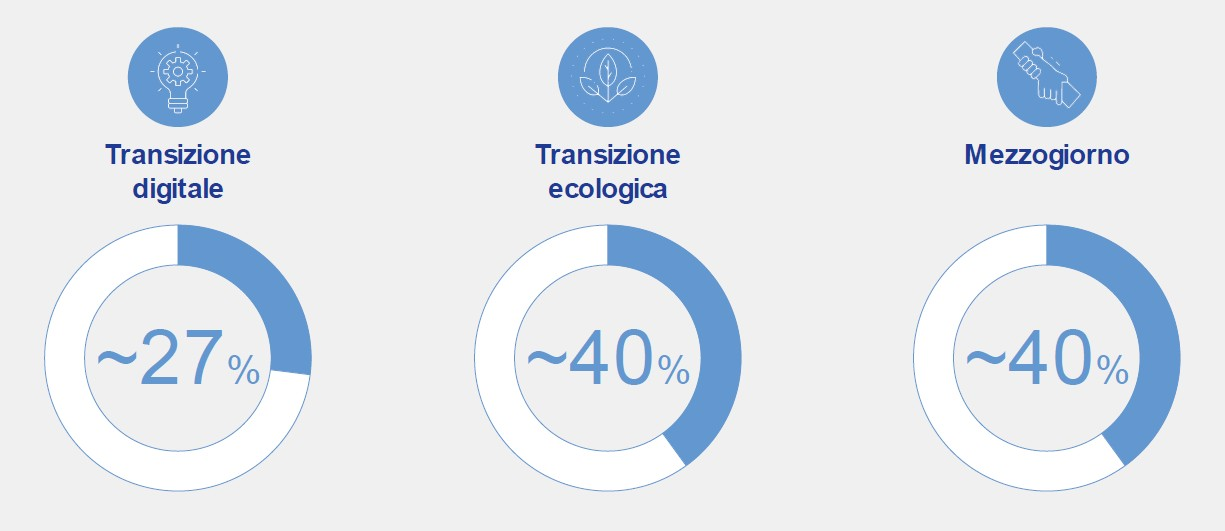 Transizione
digitale
Transizione
ecologica
Mezzogiorno
~27%
~40%
~40%